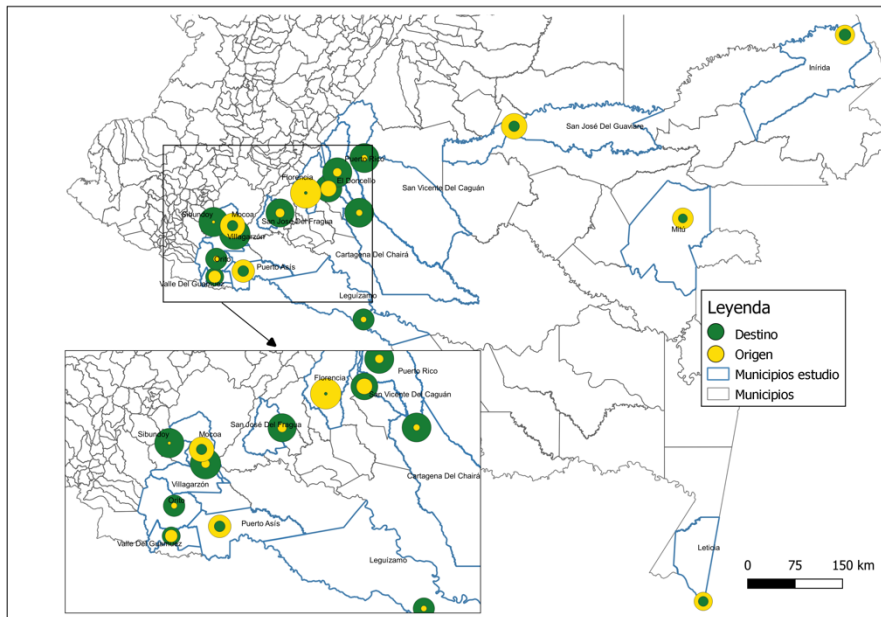 Inírida
San José Del Guaviare
Puerto Rico
Florencia
El Doncello
San Vicente Del Caguán
Sibundoy
Mocoa
San José Del Fragua
Villagarzón
Mitú
Orito
Cartagena Del Chairá
Puerto Asís
Valle Del Guamuez
Leguízamo
Leyenda
Destino
Origen
Municipios estudio
Municipios
Puerto Rico
Florencia
San Vicente Del Caguán
San José Del Fragua
Sibundoy
Mocoa
Cartagena Del Chairá
Villagarzón
Orito
Puerto Asís
Valle Del Guamuez
Leguízamo
Leticia
0 75 150 km